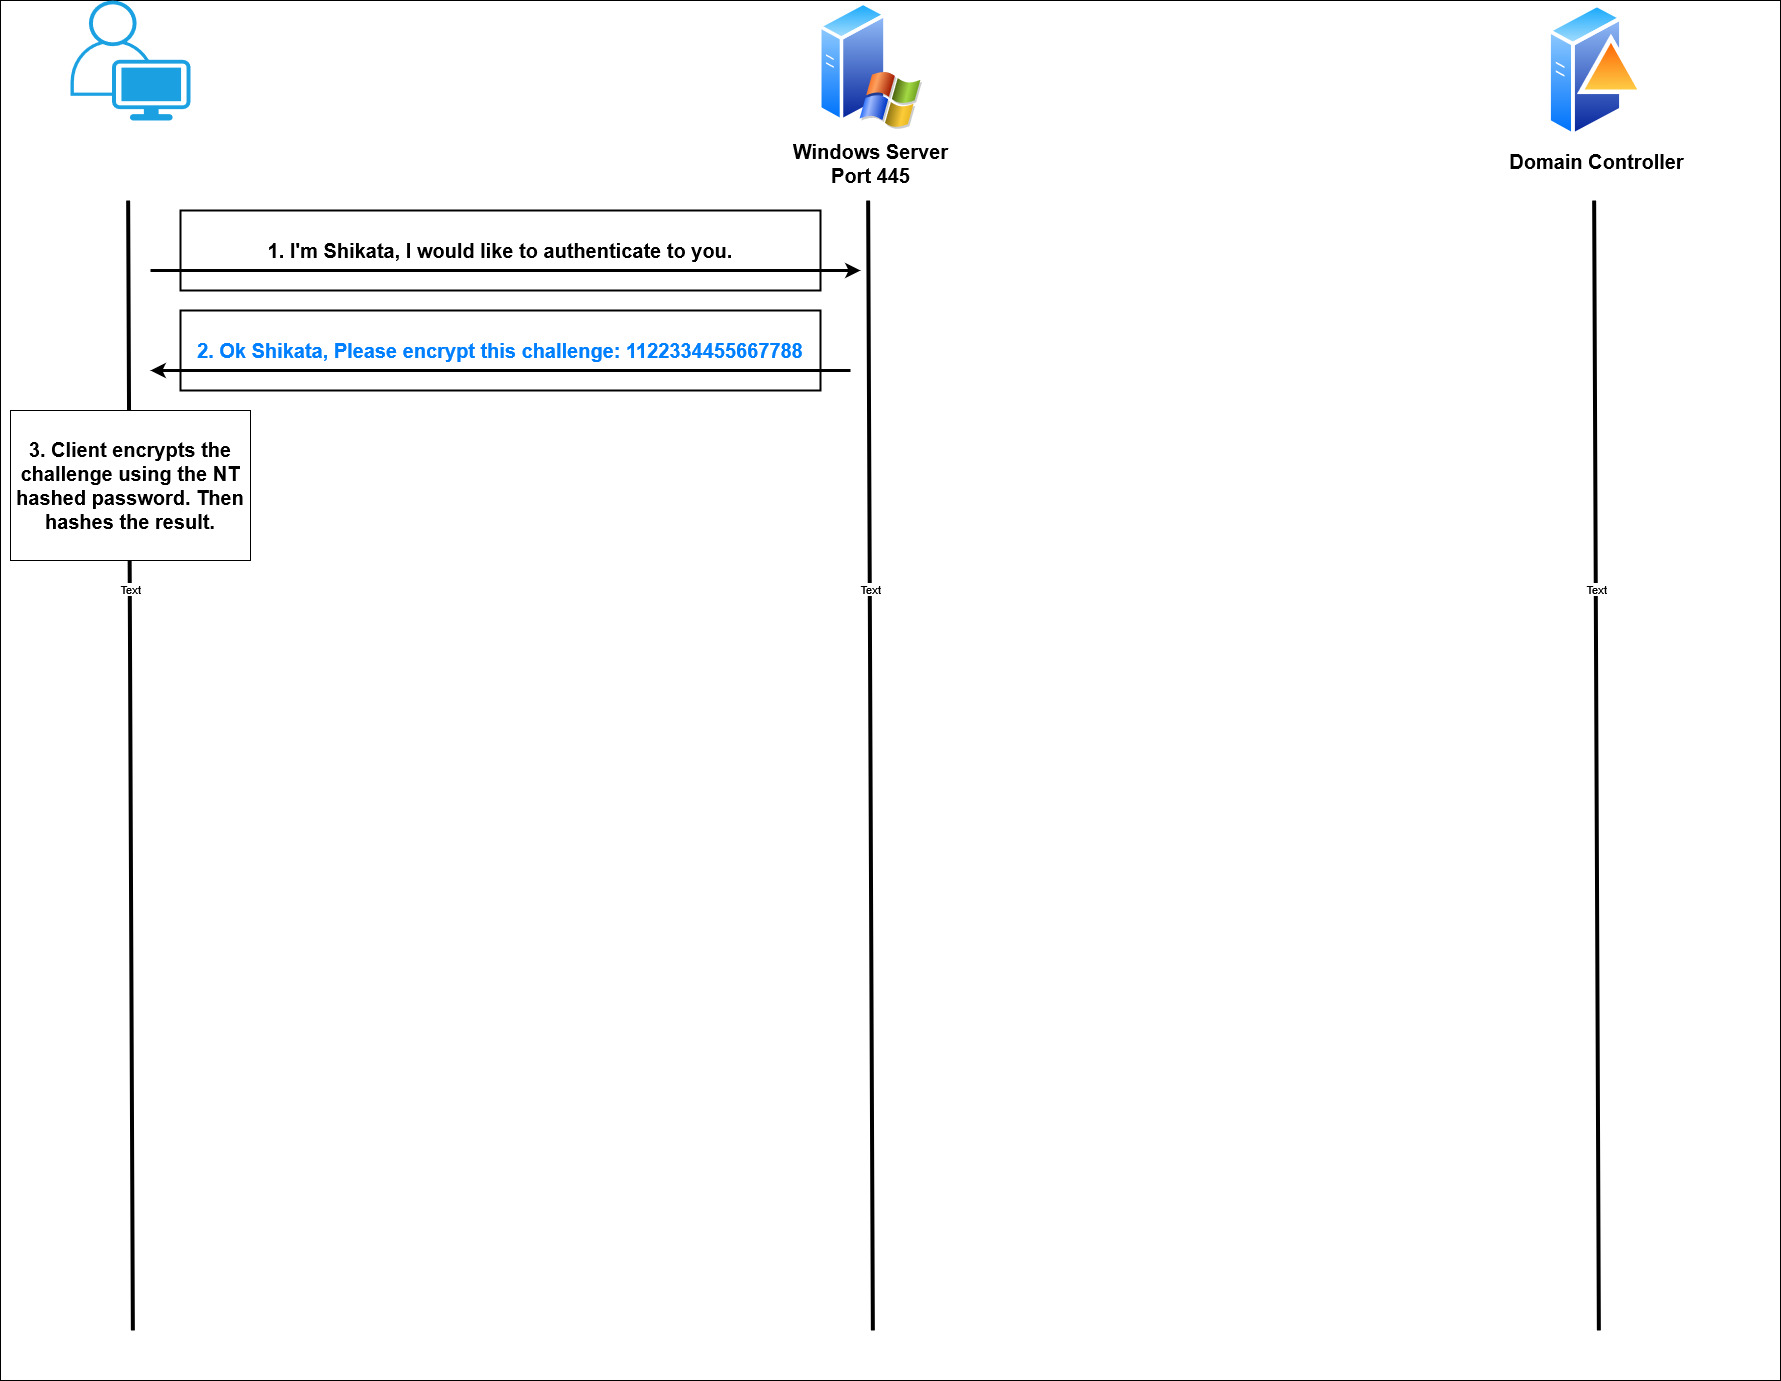 Windows Server
Port 445
Domain Controller
1. I'm Shikata, I would like to authenticate to you.
2. Ok Shikata, Please encrypt this challenge: 1122334455667788
3. Client encrypts the
challenge using the NT
hashed password. Then
hashes the result.
Text
Text
Text